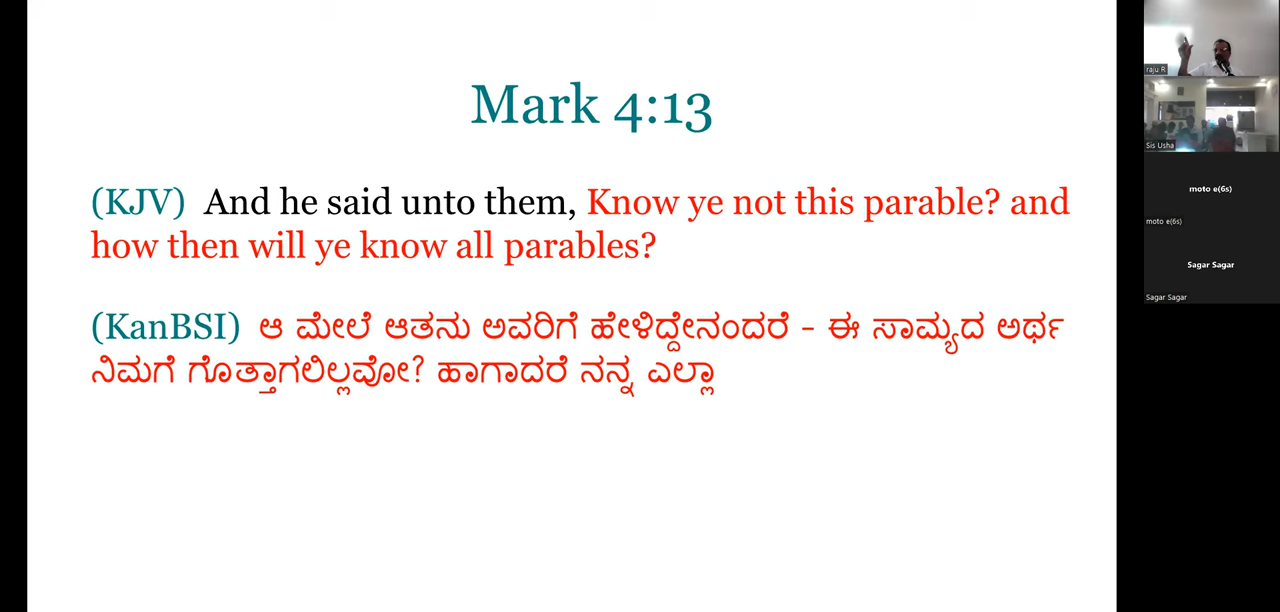 Mark 4:13
(KJV) And he said unto them, Know ye not this parable? and
how then will ye know all parables?
(KanBSI) ಆ ಮೇಲೆ ಆತನು ಅವರಿಗೆ ಹೇಳಿದ್ದೇನಂದರೆ - ಈ ಸಾಮ್ಯದ ಅರ್ಥ
ನಿಮಗೆ ಗೊತ್ತಾಗಲಿಲ್ಲವೋ? ಹಾಗಾದರೆ ನನ್ನ ಎಲ್ಲಾ
raju R
Sis Usha
moto e(6s)
moto e(6s)
Sagar Sagar
Sagar Sagar